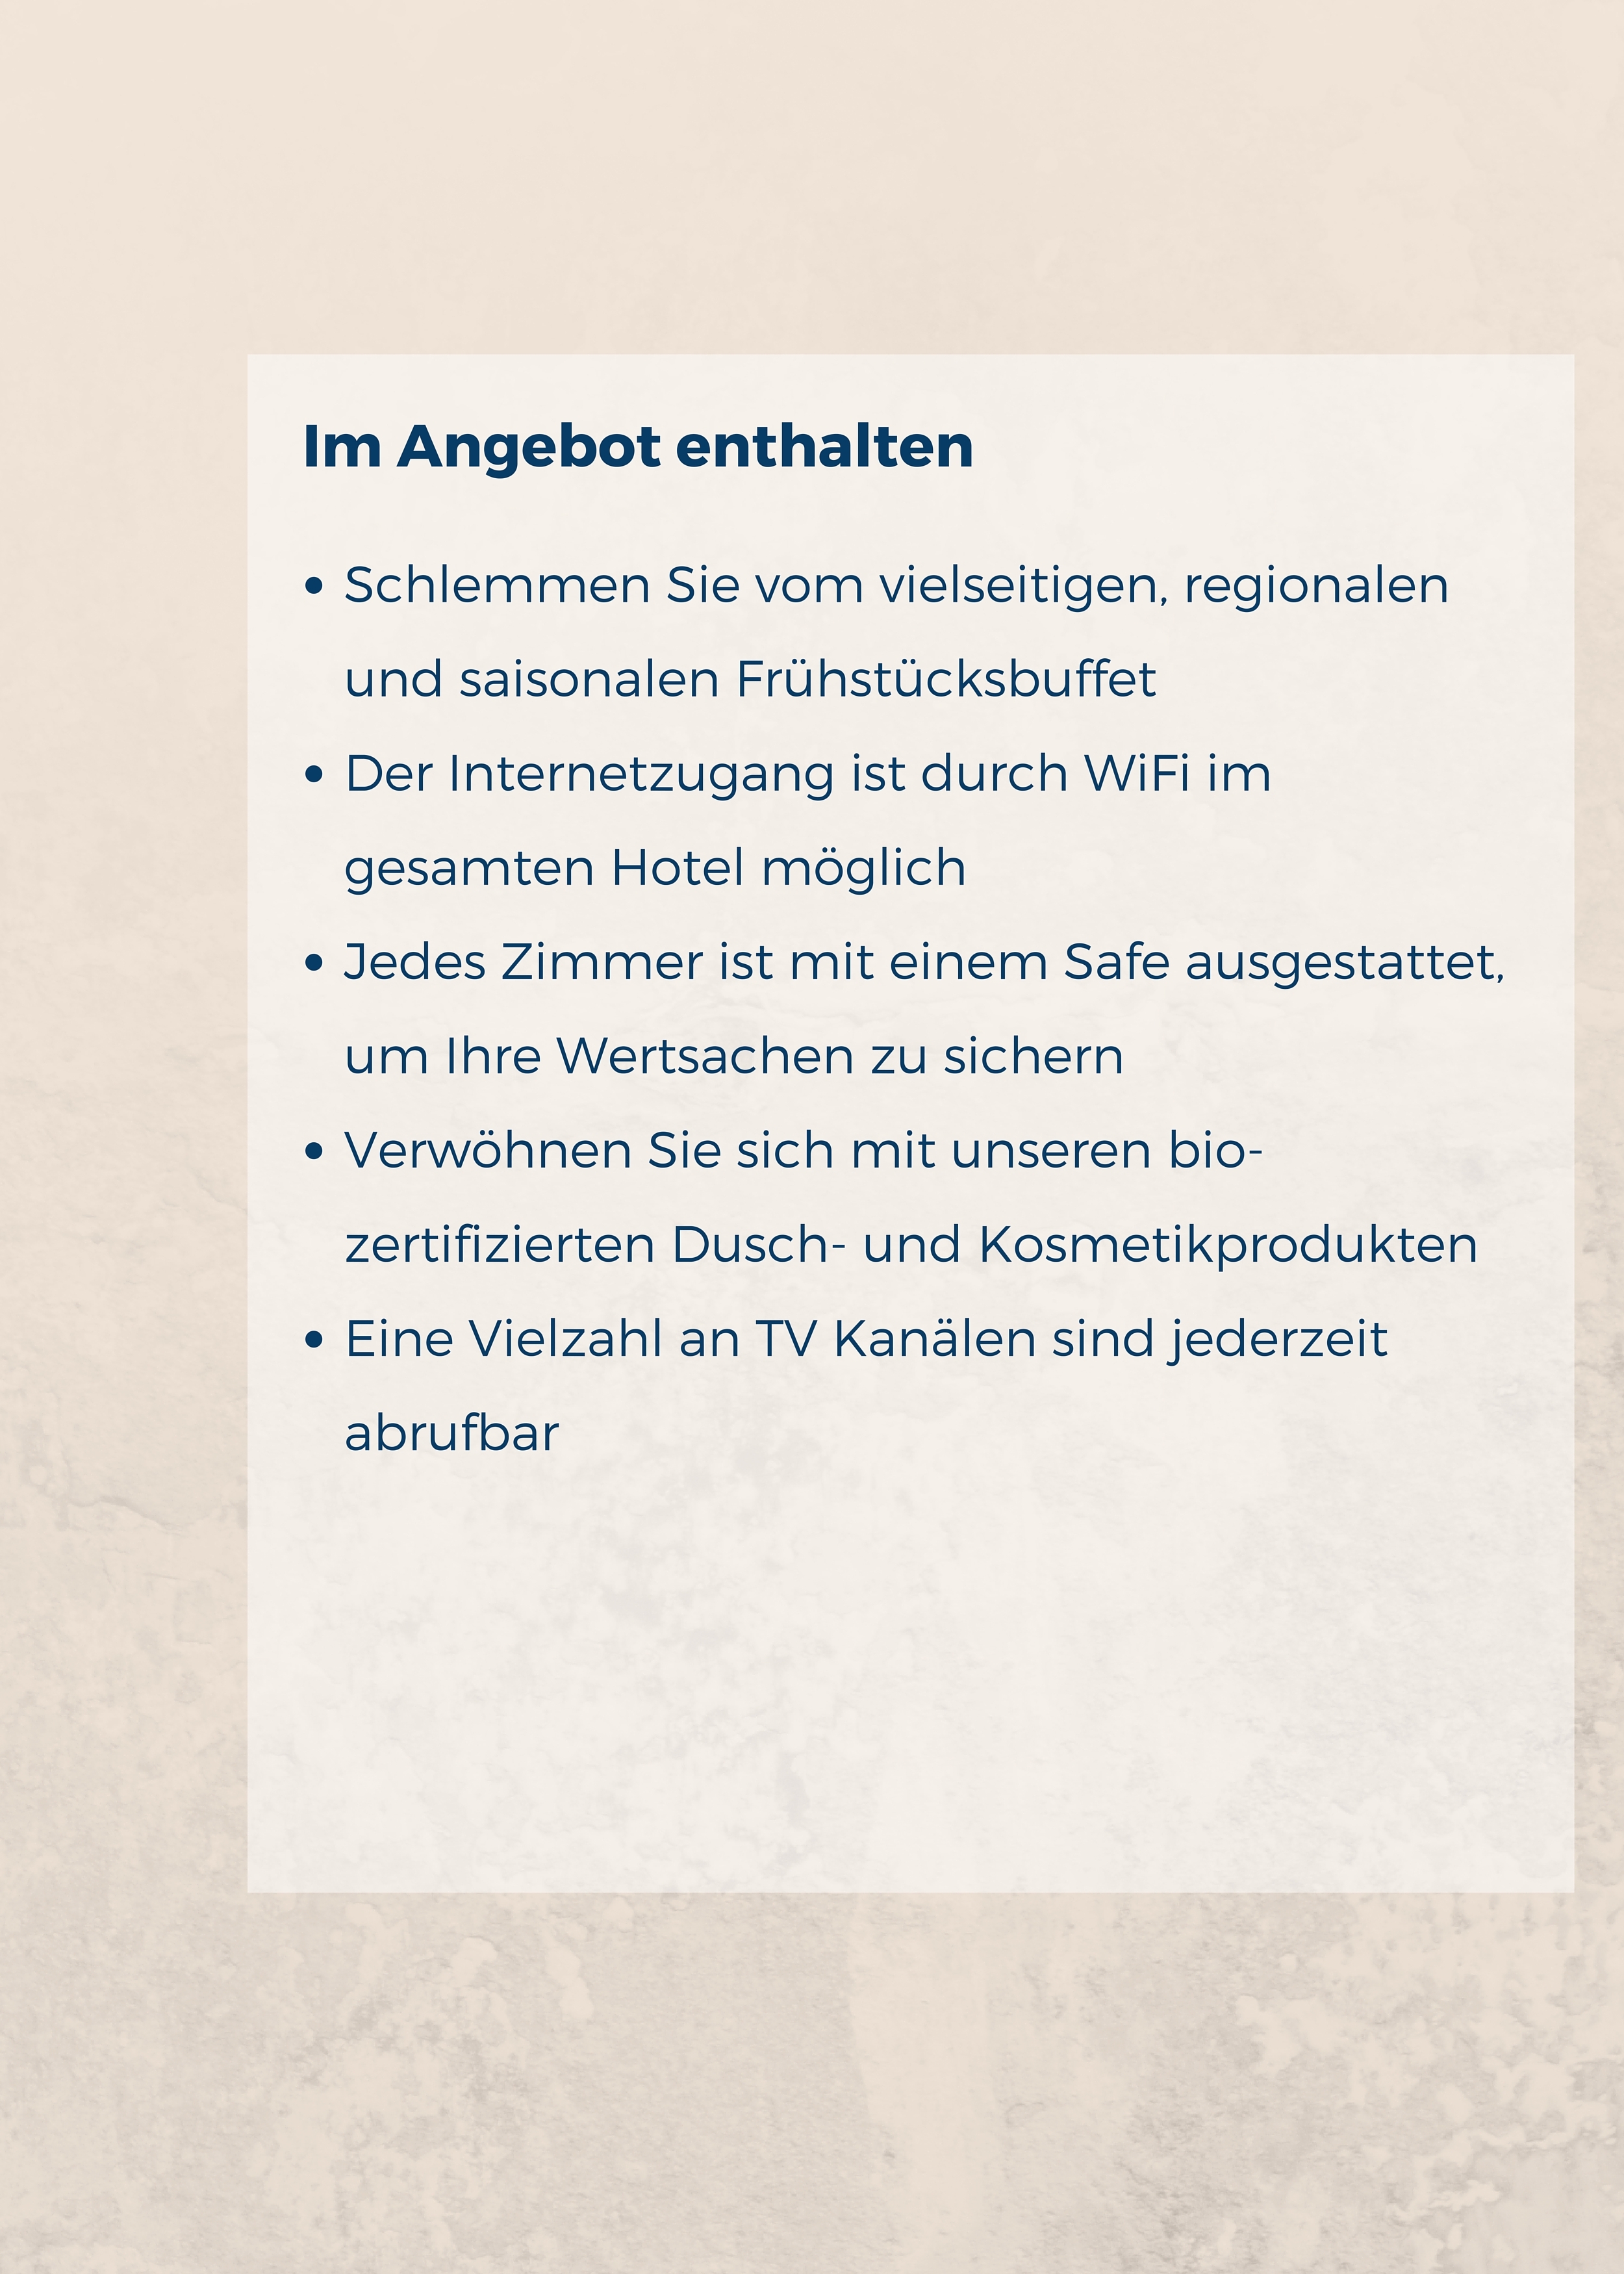 Im Angebot enthalten
• Schlemmen Sie vom vielseitigen, regionalen
und saisonalen Frühstücksbuffet
• Der Internetzugang ist durch WiFi im
gesamten Hotel möglich
• Jedes Zimmer ist mit einem Safe ausgestattet,
um Ihre Wertsachen zu sichern
• Verwöhnen Sie sich mit unseren bio-
zertifizierten Dusch- und Kosmetikprodukten
• Eine Vielzahl an TV Kanälen sind jederzeit
abrufbar